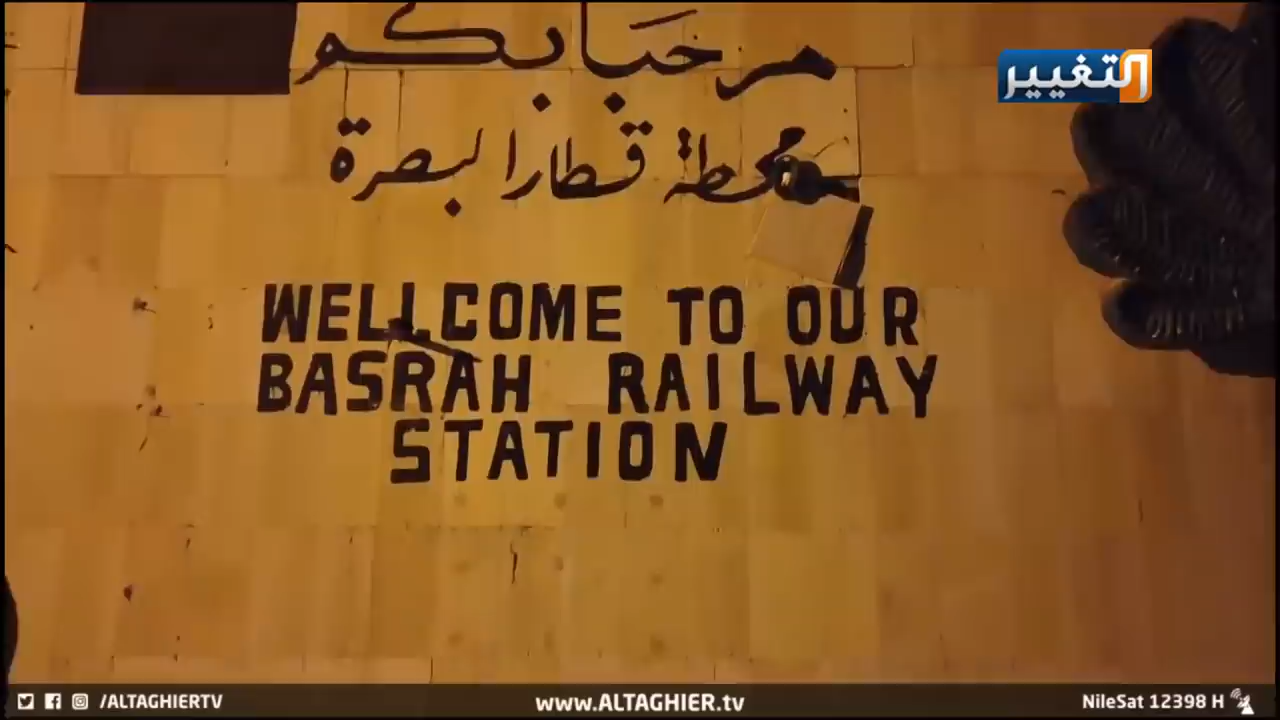 مرحبا بكم
التغيير
محطة قطار البصرة
WELLCOME TO OUR
BASRAH RAILWAY
STATION
/ALTAGHIERTV
www.ALTAGHIER.tv
NileSat 12398 H